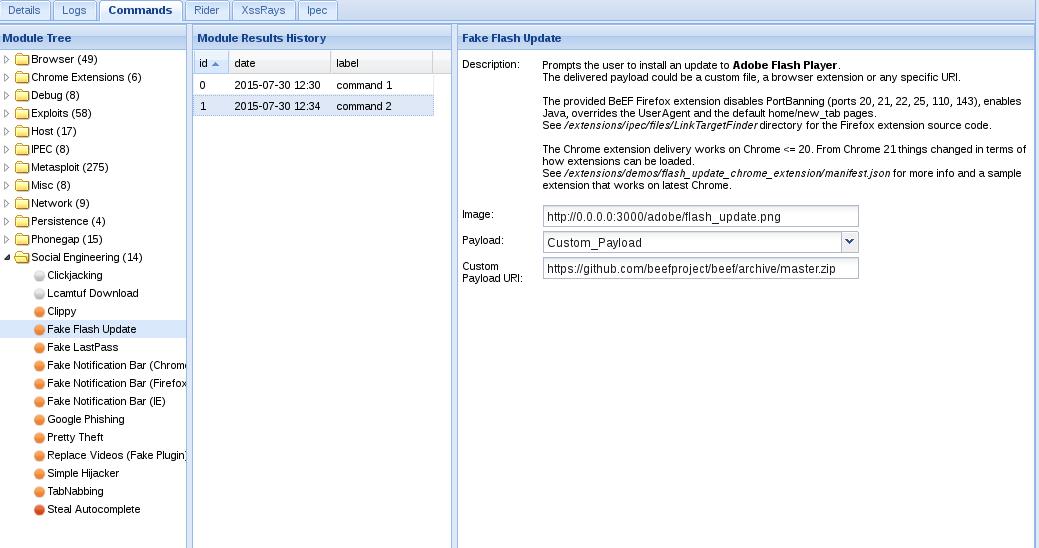 Details
Logs
Commands
Rider
XssRays
Ipec
Module Tree
Browser (49)
Chrome Extensions (6)
Debug (8)
Exploits (58)
Host (17)
IPEC (8)
Metasploit (275)
Misc (8)
Network (9)
Persistence (4)
Phonegap (15)
Social Engineering (14)
Clickjacking
Lcamtuf Download
Clippy
Fake Flash Update
Fake LastPass
Fake Notification Bar (Chrome
Fake Notification Bar (Firefox
Fake Notification Bar (IE)
Google Phishing
Pretty Theft
Replace Videos (Fake Plugin)
Simple Hijacker
TabNabbing
Steal Autocomplete
Module Results History
id date label
0 2015-07-30 12:30 command 1
1 2015-07-30 12:34 command 2
Fake Flash Update
Description: Prompts the user to install an update to Adobe Flash Player.
The delivered payload could be a custom file, a browser extension or any specific URI.
The provided BeEF Firefox extension disables PortBanning (ports 20, 21, 22, 25, 110, 143), enables
Java, overrides the UserAgent and the default home/new_tab pages.
See /extensions/ipec/files/LinkTargetFinder directory for the Firefox extension source code.
The Chrome extension delivery works on Chrome <= 20. From Chrome 21 things changed in terms of
how extensions can be loaded.
See /extensions/demos/flash_update_chrome_extension/manifest.json for more info and a sample
extension that works on latest Chrome.
Image: http://0.0.0.0:3000/adobe/flash_update.png
Payload: Custom_Payload
Custom
Payload URI: https://github.com/beefproject/beef/archive/master.zip